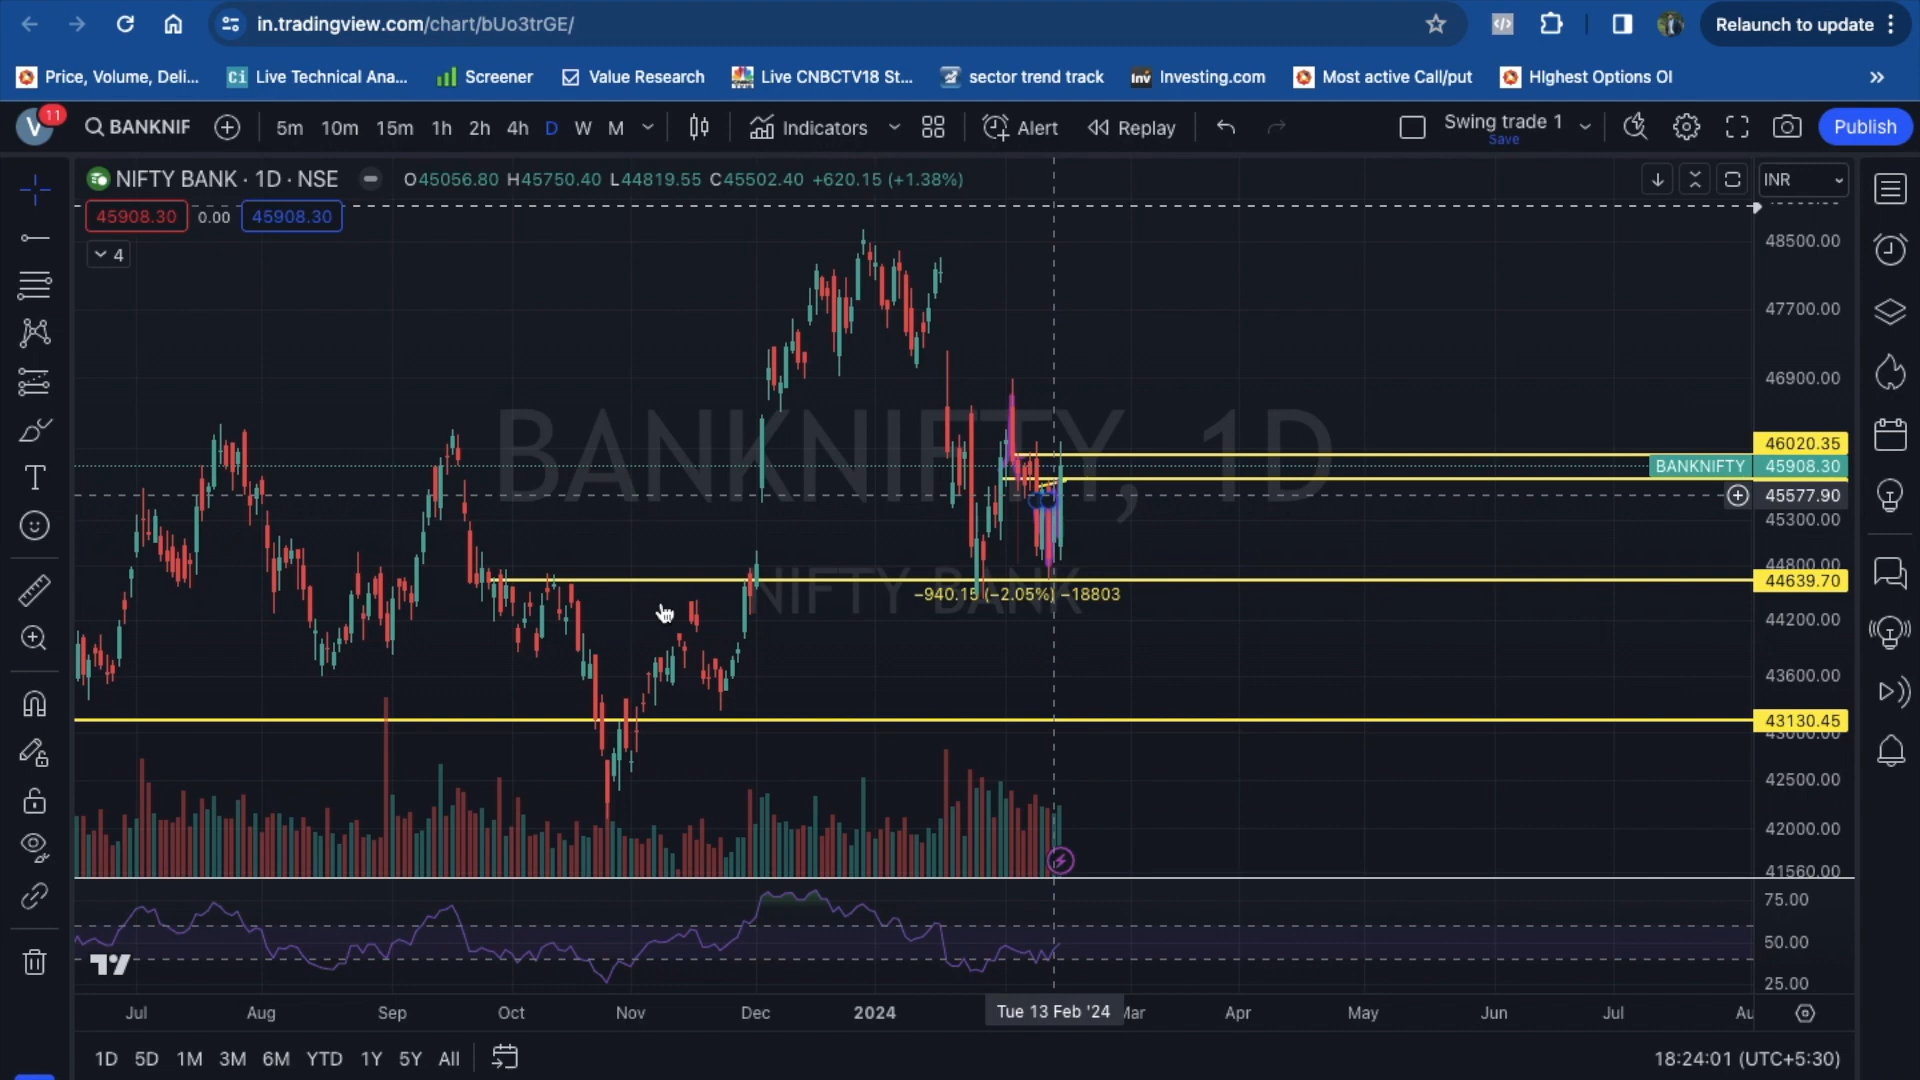 in.tradingview.com/chart/bUo3trGE/
Relaunch to update
Price, Volume, Deli...
Live Technical Ana...
Screener
Value Research
Live CNBCTV18 St...
sector trend track
Investing.com
Most active Call/put
HIghest Options OI
»
V
11
BANKNIF
5m 10m 15m 1h 2h 4h D W M
Indicators
Alert
Replay
Swing trade 1
Save
Publish
NIFTY BANK · 1D · NSE
O45056.80 H45750.40 L44819.55 C45502.40 +620.15 (+1.38%)
INR
45908.30 0.00 45908.30
4
48500.00
47700.00
46900.00
46020.35
BANKNIFTY 45908.30
45577.90
45300.00
44800.00
44639.70
44200.00
43600.00
43130.45
43000.00
42500.00
42000.00
41560.00
75.00
50.00
25.00
BANKNIFTY, 1D
NIFTY BANK
−940.15 (−2.05%) −18803
Jul Aug Sep Oct Nov Dec 2024 Tue 13 Feb '24 Mar Apr May Jun Jul Au
1D 5D 1M 3M 6M YTD 1Y 5Y All
18:24:01 (UTC+5:30)